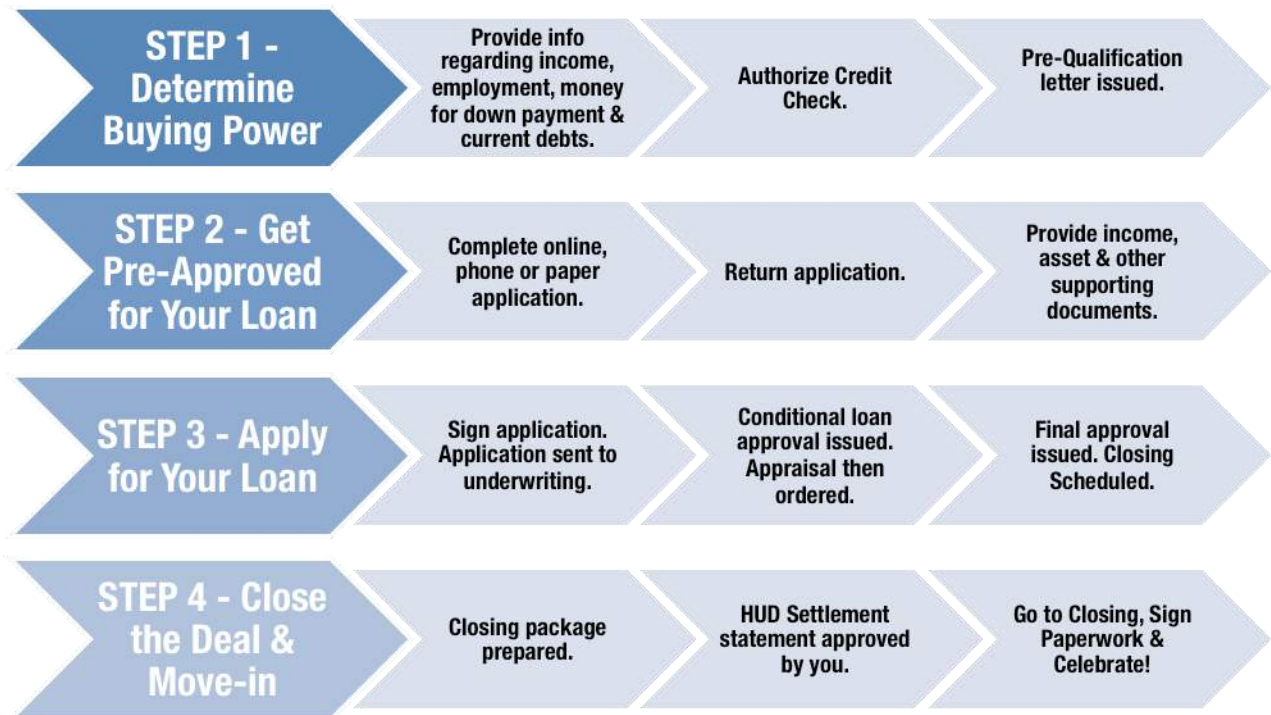 STEP 1 -
Determine
Buying Power
Provide info
regarding income,
employment, money
for down payment &
current debts.
Authorize Credit
Check.
Pre-Qualification
letter issued.
STEP 2 - Get
Pre-Approved
for Your Loan
Complete online,
phone or paper
application.
Return application.
Provide income,
asset & other
supporting
documents.
STEP 3 - Apply
for Your Loan
Sign application.
Application sent to
underwriting.
Conditional loan
approval issued.
Appraisal then
ordered.
Final approval
issued. Closing
Scheduled.
STEP 4 - Close
the Deal &
Move-in
Closing package
prepared.
HUD Settlement
statement approved
by you.
Go to Closing, Sign
Paperwork &
Celebrate!